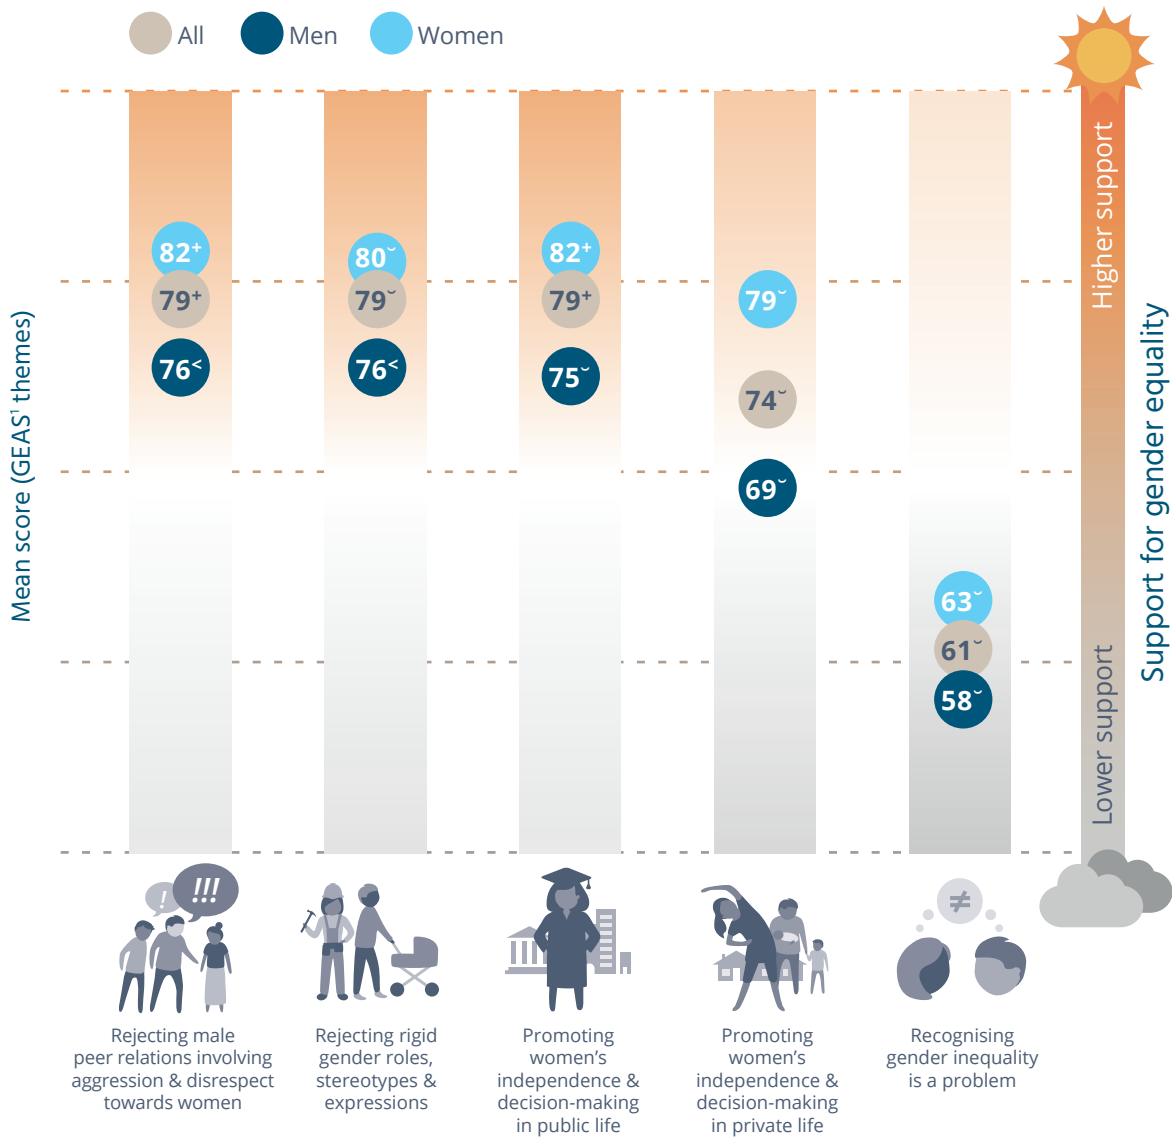 All
Men
Women
Mean score (GEAS¹ themes)
82+
79+
76<
80˘
79˘
76<
82+
79+
75˘
79˘
74˘
69˘
63˘
61˘
58˘
Higher support
Lower support
Support for gender equality
!
!!!
≠
Rejecting male
peer relations involving
aggression & disrespect
towards women
Rejecting rigid
gender roles,
stereotypes &
expressions
Promoting
women’s
independence &
decision-making
in public life
Promoting
women’s
independence &
decision-making
in private life
Recognising
gender inequality
is a problem